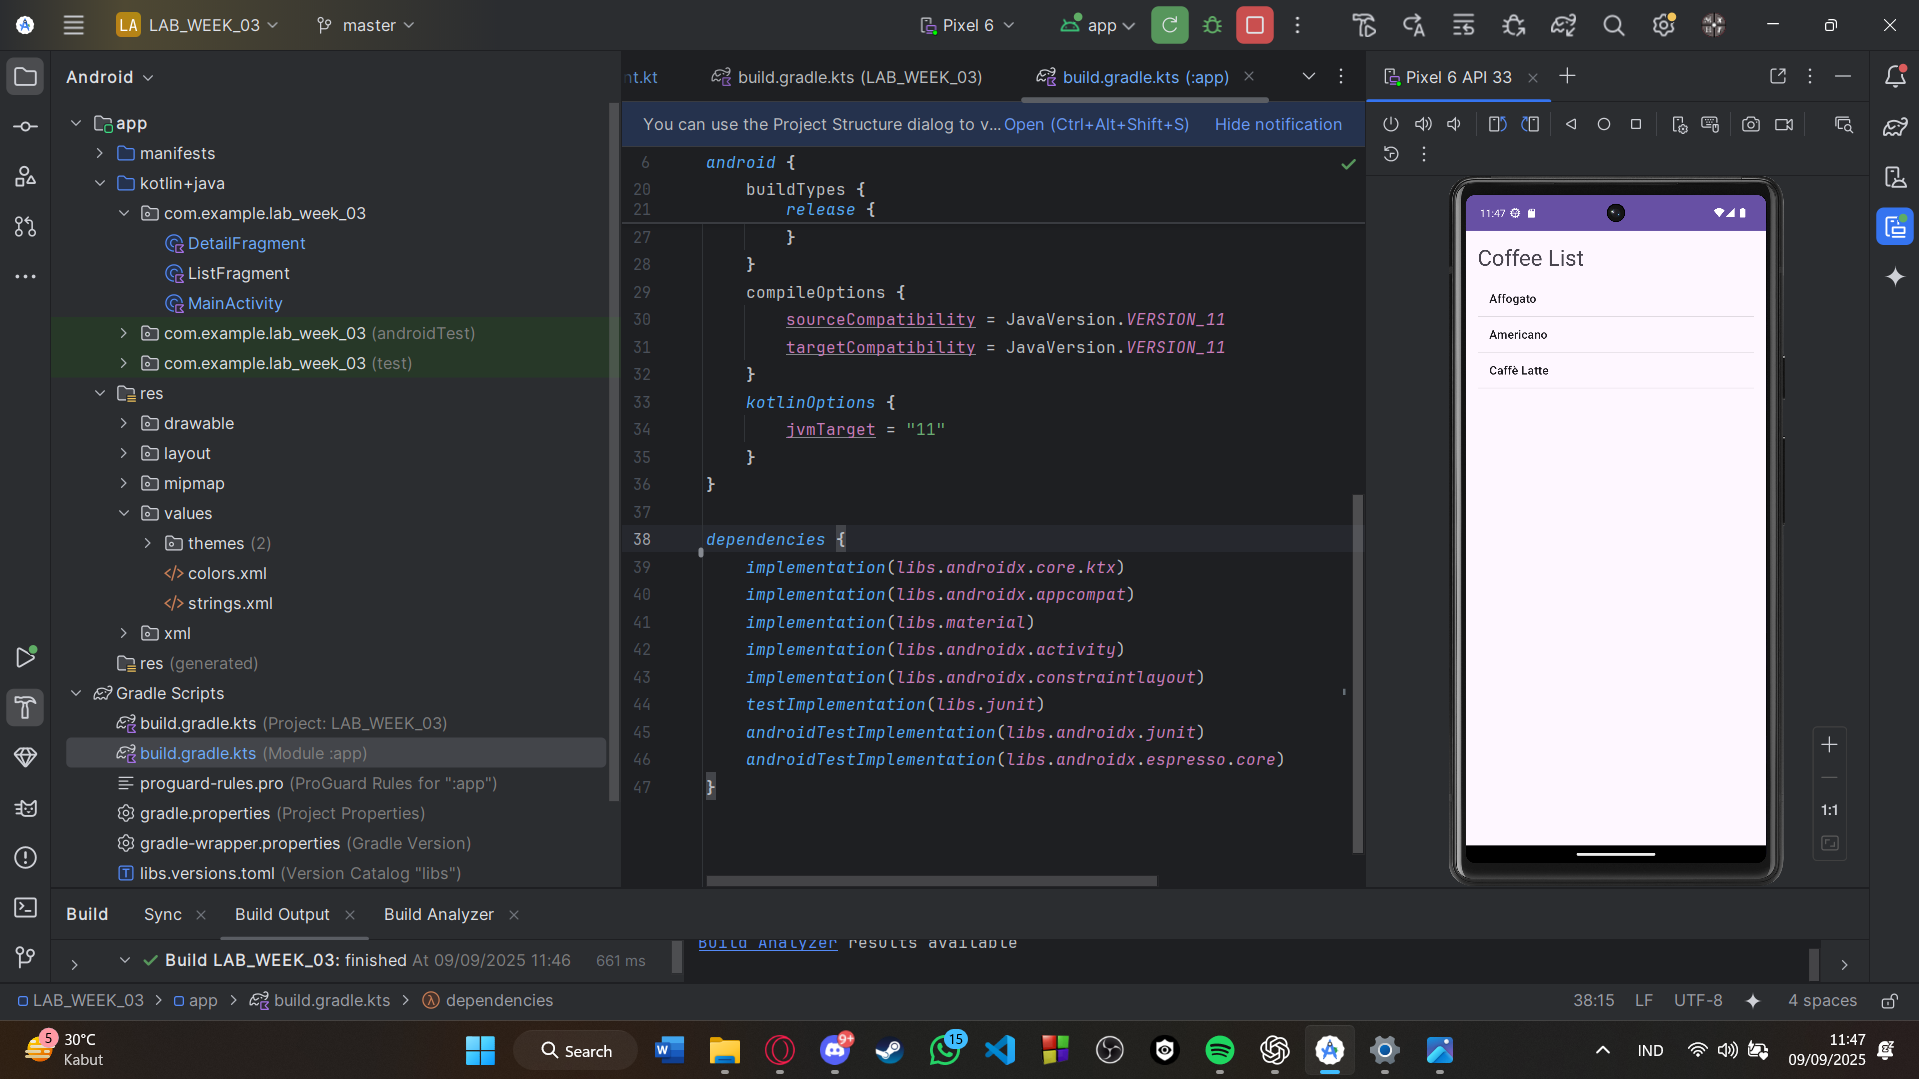 LA LAB_WEEK_03 master Pixel 6 app
Android
nt.kt build.gradle.kts (LAB_WEEK_03) build.gradle.kts (:app) Pixel 6 API 33
You can use the Project Structure dialog to v... Open (Ctrl+Alt+Shift+S) Hide notification
app
manifests
kotlin+java
com.example.lab_week_03
DetailFragment
ListFragment
MainActivity
com.example.lab_week_03 (androidTest)
com.example.lab_week_03 (test)
res
drawable
layout
mipmap
values
themes (2)
colors.xml
strings.xml
xml
res (generated)
Gradle Scripts
build.gradle.kts (Project: LAB_WEEK_03)
build.gradle.kts (Module :app)
proguard-rules.pro (ProGuard Rules for ":app")
gradle.properties (Project Properties)
gradle-wrapper.properties (Gradle Version)
libs.versions.toml (Version Catalog "libs")
6 android {
20 buildTypes {
21 release {
27 }
28 }
29 compileOptions {
30 sourceCompatibility = JavaVersion.VERSION_11
31 targetCompatibility = JavaVersion.VERSION_11
32 }
33 kotlinOptions {
34 jvmTarget = "11"
35 }
36 }
37
38 dependencies {
39 implementation(libs.androidx.core.ktx)
40 implementation(libs.androidx.appcompat)
41 implementation(libs.material)
42 implementation(libs.androidx.activity)
43 implementation(libs.androidx.constraintlayout)
44 testImplementation(libs.junit)
45 androidTestImplementation(libs.androidx.junit)
46 androidTestImplementation(libs.androidx.espresso.core)
47 }
11:47
Coffee List
Affogato
Americano
Caffè Latte
1:1
Build Sync Build Output Build Analyzer
Build LAB_WEEK_03: finished At 09/09/2025 11:46 661 ms
Build Analyzer results available
LAB_WEEK_03 > app > build.gradle.kts > dependencies
38:15 LF UTF-8 4 spaces
5 30°C
Kabut
Search
9+
15
IND
11:47
09/09/2025